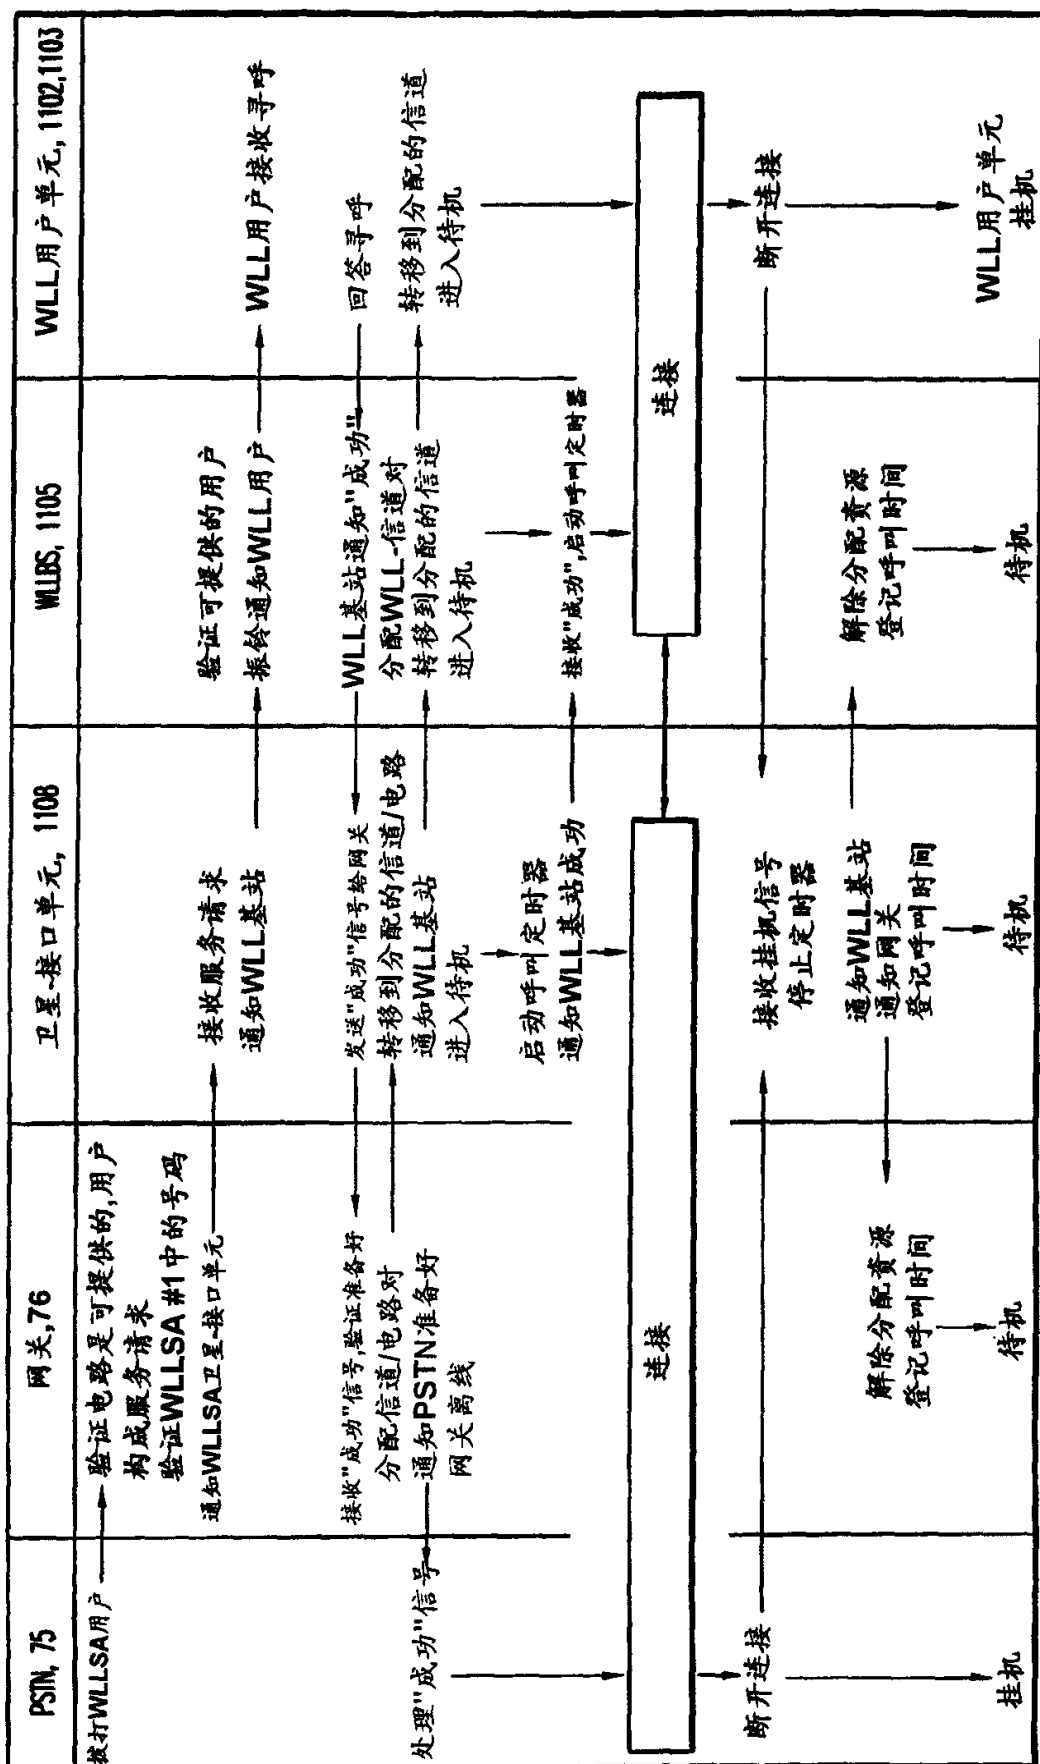 PSTN, 75
网关,76
卫星-接口单元, 1108
WLLBS, 1105
WLL用户单元, 1102,1103
拨打WLLSA用户
验证电路是可提供的,用户
构成服务请求
验证WLLSA #1中的号码
通知WLLSA卫星-接口单元
接收服务请求
通知WLL基站
验证可提供的用户
振铃通知WLL用户
WLL用户接收寻呼
回答寻呼
WLL基站通知"成功"
发送"成功"信号给网关
接收"成功"信号,验证准备好
分配信道/电路对
通知PSTN准备好
网关离线
转移到分配的信道/电路
通知WLL基站
进入待机
分配WLL-信道对
转移到分配的信道
进入待机
转移到分配的信道
进入待机
处理"成功"信号
启动呼叫定时器
通知WLL基站成功
接收"成功",启动呼叫定时器
连接
连接
断开连接
接收挂机信号
停止定时器
断开连接
通知WLL基站
通知网关
登记呼叫时间
解除分配资源
登记呼叫时间
解除分配资源
登记呼叫时间
挂机
待机
待机
待机
WLL用户单元
挂机